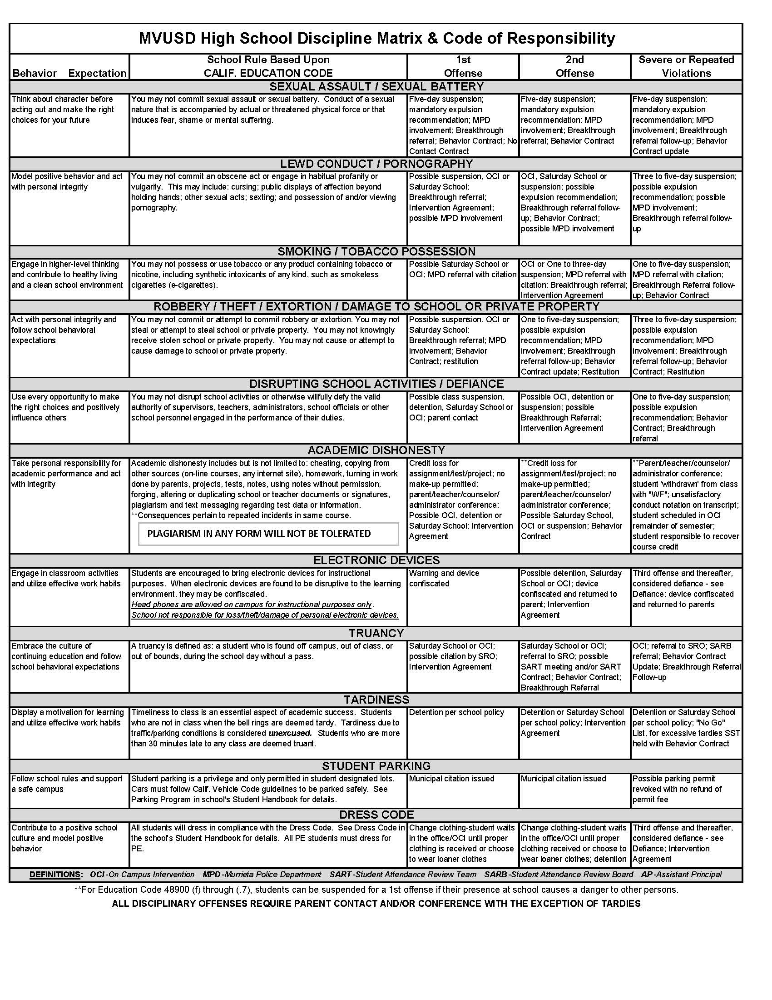 MVUSD High School Discipline Matrix & Code of Responsibility
Behavior Expectation
School Rule Based Upon
CALIF. EDUCATION CODE
1st
Offense
2nd
Offense
Severe or Repeated
Violations
SEXUAL ASSAULT / SEXUAL BATTERY
Think about character before
acting out and make the right
choices for your future
You may not commit sexual assault or sexual battery. Conduct of a sexual
nature that is accompanied by actual or threatened physical force or that
induces fear, shame or mental suffering.
Five-day suspension;
mandatory expulsion
recommendation; MPD
involvement; Breakthrough
referral; Behavior Contract; No
Contact Contract
Five-day suspension;
mandatory expulsion
recommendation; MPD
involvement; Breakthrough
referral; Behavior Contract
Five-day suspension;
mandatory expulsion
recommendation; MPD
involvement; Breakthrough
referral follow-up; Behavior
Contract update
LEWD CONDUCT / PORNOGRAPHY
Model positive behavior and act
with personal integrity
You may not commit an obscene act or engage in habitual profanity or
vulgarity. This may include: cursing; public displays of affection beyond
holding hands; other sexual acts; sexting; and possession of and/or viewing
pornography.
Possible suspension, OCI or
Saturday School;
Breakthrough referral;
Intervention Agreement;
possible MPD involvement
OCI, Saturday School or
suspension; possible
expulsion recommendation;
Breakthrough referral follow-
up; Behavior Contract;
possible MPD involvement
Three to five-day suspension;
possible expulsion
recommendation; possible
MPD involvement;
Breakthrough referral follow-
up
SMOKING / TOBACCO POSSESSION
Engage in higher-level thinking
and contribute to healthy living
and a clean school environment
You may not possess or use tobacco or any product containing tobacco or
nicotine, including synthetic intoxicants of any kind, such as smokeless
cigarettes (e-cigarettes).
Possible Saturday School or
OCI; MPD referral with citation
OCI or One to three-day
suspension; MPD referral with
citation; Breakthrough referral;
Intervention Agreement
One to five-day suspension;
MPD referral with citation;
Breakthrough Referral follow-
up; Behavior Contract
ROBBERY / THEFT / EXTORTION / DAMAGE TO SCHOOL OR PRIVATE PROPERTY
Act with personal integrity and
follow school behavioral
expectations
You may not commit or attempt to commit robbery or extortion. You may not
steal or attempt to steal school or private property. You may not knowingly
receive stolen school or private property. You may not cause or attempt to
cause damage to school or private property.
Possible suspension, OCI or
Saturday School;
Breakthrough referral; MPD
involvement; Behavior
Contract; restitution
One to five-day suspension;
possible expulsion
recommendation; MPD
involvement; Breakthrough
referral follow-up; Behavior
Contract update; Restitution
Three to five-day suspension;
possible expulsion
recommendation; MPD
involvement; Breakthrough
referral follow-up; Behavior
Contract; Restitution
DISRUPTING SCHOOL ACTIVITIES / DEFIANCE
Use every opportunity to make
the right choices and positively
influence others
You may not disrupt school activities or otherwise willfully defy the valid
authority of supervisors, teachers, administrators, school officials or other
school personnel engaged in the performance of their duties.
Possible class suspension,
detention, Saturday School or
OCI; parent contact
Possible OCI, detention or
suspension; possible
Breakthrough Referral;
Intervention Agreement
One to five-day suspension;
possible expulsion
recommendation; Behavior
Contract; Breakthrough
referral
ACADEMIC DISHONESTY
Take personal responsibility for
academic performance and act
with integrity
Academic dishonesty includes but is not limited to: cheating, copying from
other sources (on-line courses, any internet site), homework, turning in work
done by parents, projects, tests, notes, using notes without permission,
forging, altering or duplicating school or teacher documents or signatures,
plagiarism and text messaging regarding test data or information.
**Consequences pertain to repeated incidents in same course.
PLAGIARISM IN ANY FORM WILL NOT BE TOLERATED
Credit loss for
assignment/test/project; no
make-up permitted;
parent/teacher/counselor/
administrator conference;
Possible OCI, detention or
Saturday School; Intervention
Agreement
**Credit loss for
assignment/test/project; no
make-up permitted;
parent/teacher/counselor/
administrator conference;
Possible Saturday School,
OCI or suspension; Behavior
Contract
**Parent/teacher/counselor/
administrator conference;
student 'withdrawn' from class
with "WF"; unsatisfactory
conduct notation on transcript;
student scheduled in OCI
remainder of semester;
student responsible to recover
course credit
ELECTRONIC DEVICES
Engage in classroom activities
and utilize effective work habits
Students are encouraged to bring electronic devices for instructional
purposes. When electronic devices are found to be disruptive to the learning
environment, they may be confiscated.
Head phones are allowed on campus for instructional purposes only.
School not responsible for loss/theft/damage of personal electronic devices.
Warning and device
confiscated
Possible detention, Saturday
School or OCI; device
confiscated and returned to
parent; Intervention
Agreement
Third offense and thereafter,
considered defiance - see
Defiance; device confiscated
and returned to parents
TRUANCY
Embrace the culture of
continuing education and follow
school behavioral expectations
A truancy is defined as: a student who is found off campus, out of class, or
out of bounds, during the school day without a pass.
Saturday School or OCI;
possible citation by SRO;
Intervention Agreement
Saturday School or OCI;
referral to SRO; possible
SART meeting and/or SART
Contract; Behavior Contract;
Breakthrough Referral
OCI; referral to SRO; SARB
referral; Behavior Contract
Update; Breakthrough Referral
Follow-up
TARDINESS
Display a motivation for learning
and utilize effective work habits
Timeliness to class is an essential aspect of academic success. Students
who are not in class when the bell rings are deemed tardy. Tardiness due to
traffic/parking conditions is considered unexcused. Students who are more
than 30 minutes late to any class are deemed truant.
Detention per school policy
Detention or Saturday School
per school policy; Intervention
Agreement
Detention or Saturday School
per school policy; "No Go"
List, for excessive tardies SST
held with Behavior Contract
STUDENT PARKING
Follow school rules and support
a safe campus
Student parking is a privilege and only permitted in student designated lots.
Cars must follow Calif. Vehicle Code guidelines to be parked safely. See
Parking Program in school's Student Handbook for details.
Municipal citation issued
Municipal citation issued
Possible parking permit
revoked with no refund of
permit fee
DRESS CODE
Contribute to a positive school
culture and model positive
behavior
All students will dress in compliance with the Dress Code. See Dress Code in
the school's Student Handbook for details. All PE students must dress for
PE.
Change clothing-student waits
in the office/OCI until proper
clothing is received or choose
to wear loaner clothes
Change clothing-student waits
in the office/OCI until proper
clothing received or choose to
wear loaner clothes; detention
Third offense and thereafter,
considered defiance - see
Defiance; Intervention
Agreement
DEFINITIONS: OCI-On Campus Intervention MPD-Murrieta Police Department SART-Student Attendance Review Team SARB-Student Attendance Review Board AP-Assistant Principal
**For Education Code 48900 (f) through (.7), students can be suspended for a 1st offense if their presence at school causes a danger to other persons.
ALL DISCIPLINARY OFFENSES REQUIRE PARENT CONTACT AND/OR CONFERENCE WITH THE EXCEPTION OF TARDIES